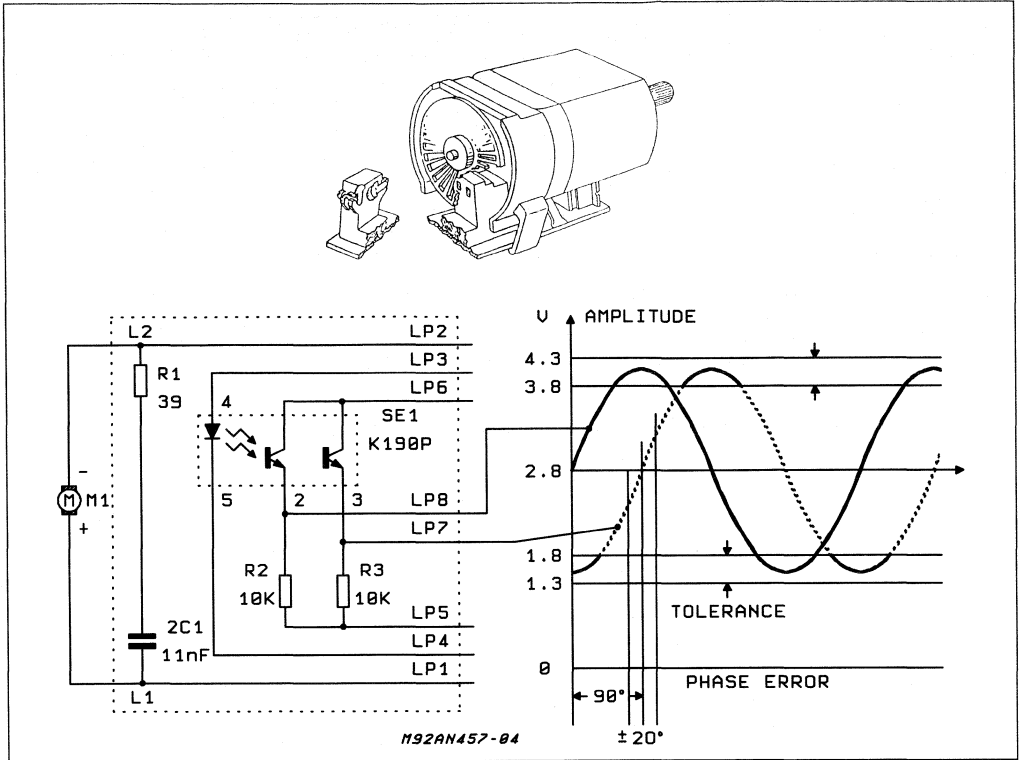 L2
LP2
LP3
R1
39
4
LP6
SE1
K190P
-
M
M1
+
5
2
3
LP8
LP7
R2
10K
R3
10K
LP5
2C1
11nF
LP4
LP1
L1
V
AMPLITUDE
4.3
3.8
2.8
1.8
1.3
TOLERANCE
0
PHASE ERROR
90°
±20°
M92AN457-04